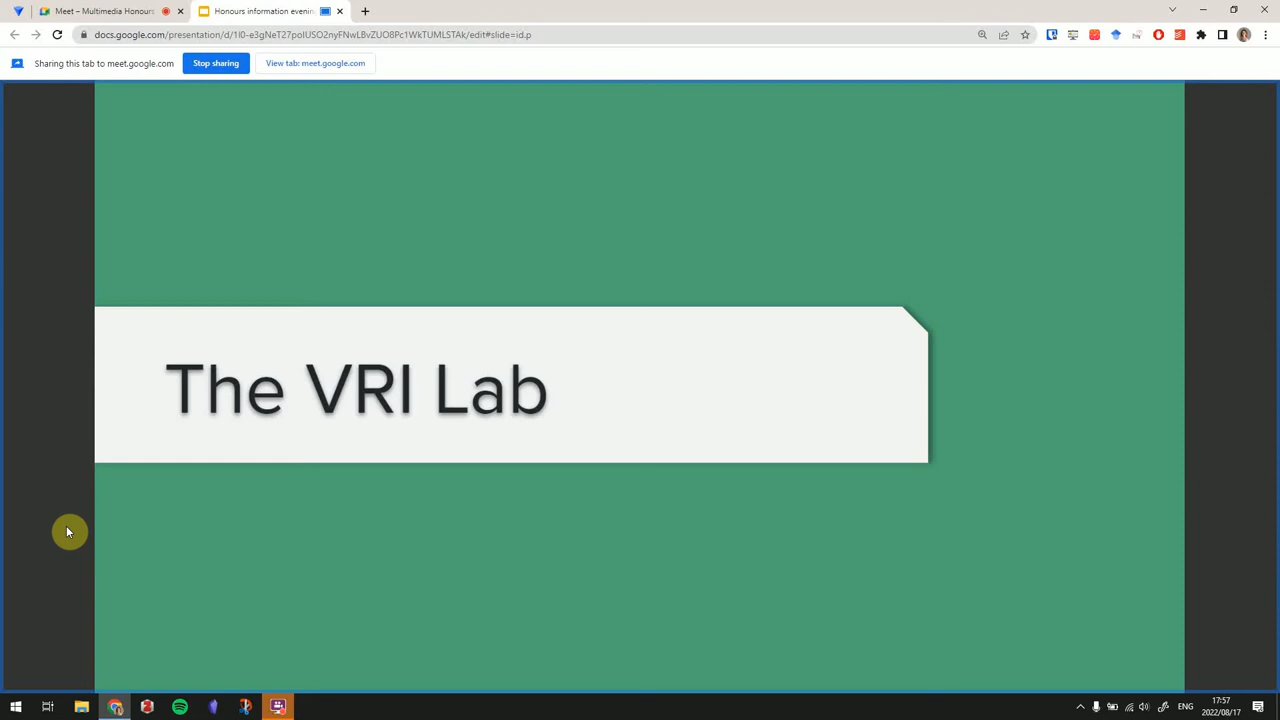 Meet – Multimedia Honours
Honours information evenin
docs.google.com/presentation/d/1I0-e3gNeT27poIUSO2nyFNwLBvZUO8Pc1WkTUMLSTAk/edit#slide=id.p
Sharing this tab to meet.google.com
Stop sharing
View tab: meet.google.com
The VRI Lab
ENG
17:57
2022/08/17